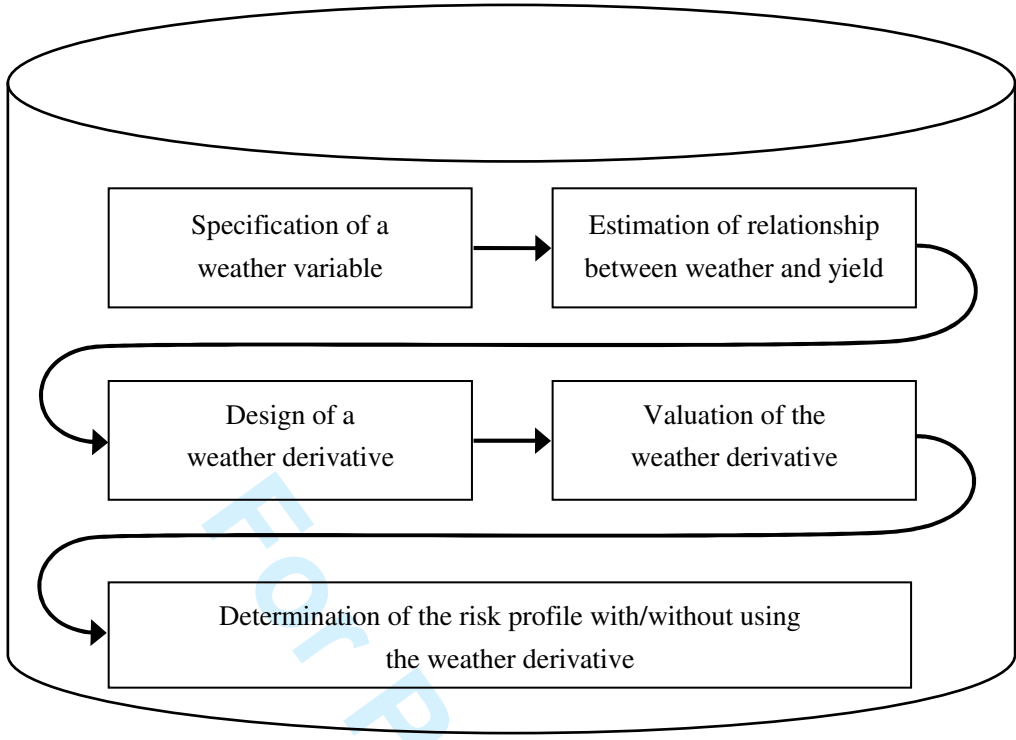 Specification of a
weather variable
Estimation of relationship
between weather and yield
Design of a
weather derivative
Valuation of the
weather derivative
Determination of the risk profile with/without using
the weather derivative
For P